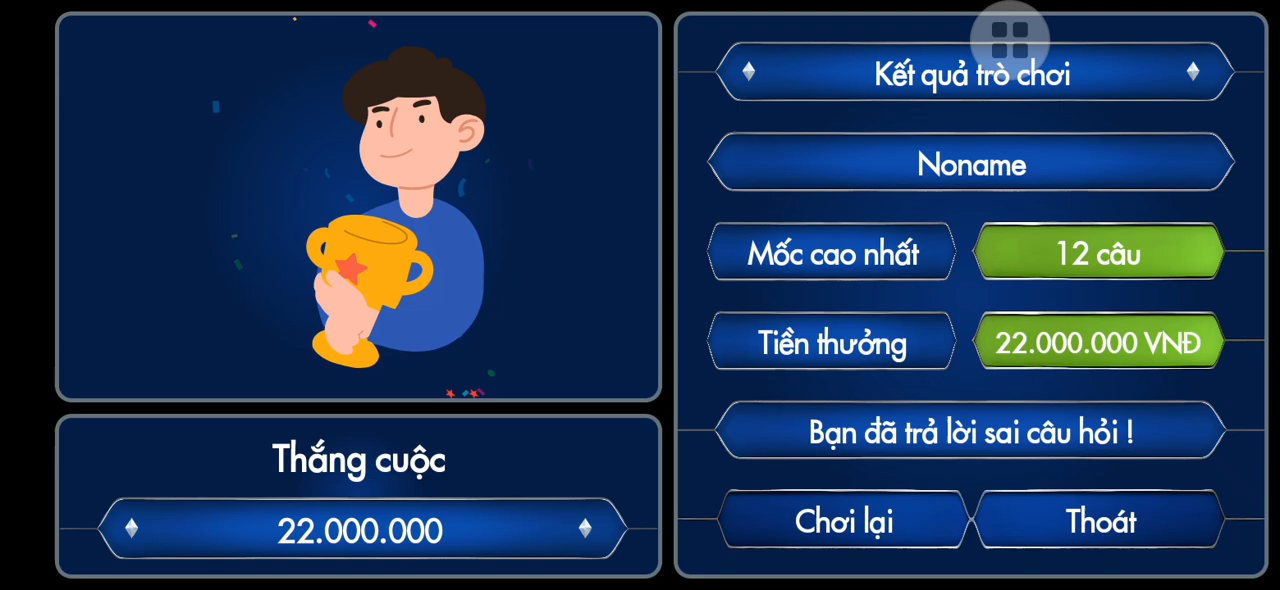 Thắng cuộc
22.000.000
Kết quả trò chơi
Noname
Mốc cao nhất
12 câu
Tiền thưởng
22.000.000 VNĐ
Bạn đã trả lời sai câu hỏi !
Chơi lại
Thoát